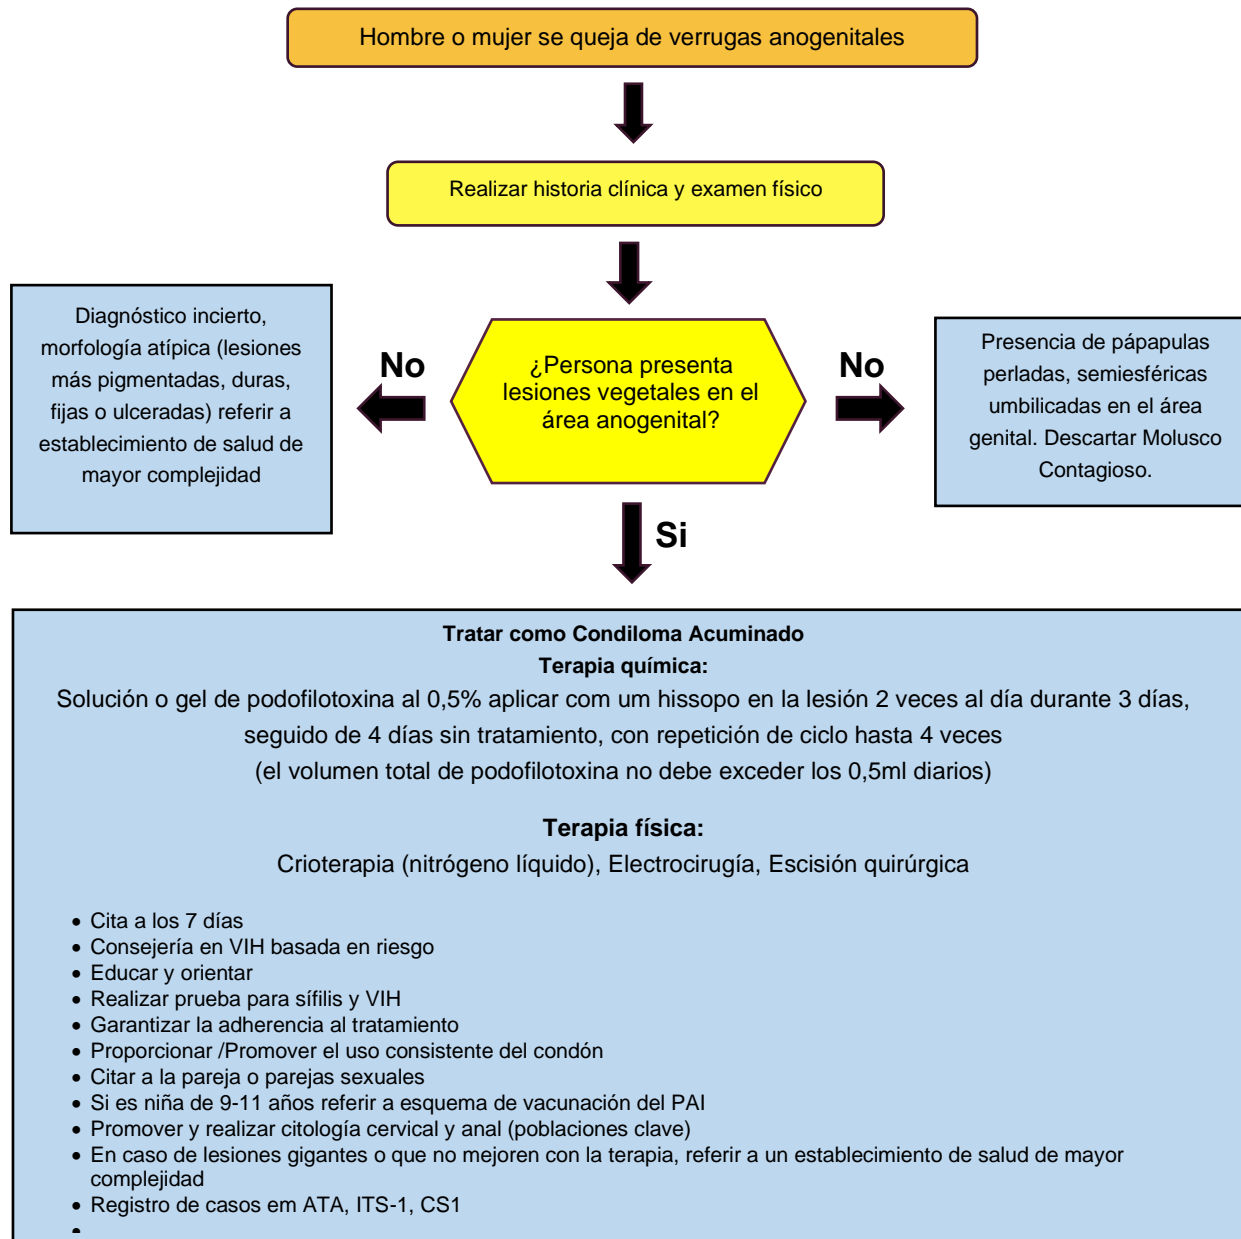 Hombre o mujer se queja de verrugas anogenitales
Realizar historia clínica y examen físico
Diagnóstico incierto,
morfología atípica (lesiones
más pigmentadas, duras,
fijas o ulceradas) referir a
establecimiento de salud de
mayor complejidad
No
¿Persona presenta
lesiones vegetales en el
área anogenital?
No
Presencia de pápapulas
perladas, semiesféricas
umbilicadas en el área
genital. Descartar Molusco
Contagioso.
Si
Tratar como Condiloma Acuminado
Terapia química:
Solución o gel de podofilotoxina al 0,5% aplicar com um hissopo en la lesión 2 veces al día durante 3 días,
seguido de 4 días sin tratamiento, con repetición de ciclo hasta 4 veces
(el volumen total de podofilotoxina no debe exceder los 0,5ml diarios)
Terapia física:
Crioterapia (nitrógeno líquido), Electrocirugía, Escisión quirúrgica
• Cita a los 7 días
• Consejería en VIH basada en riesgo
• Educar y orientar
• Realizar prueba para sífilis y VIH
• Garantizar la adherencia al tratamiento
• Proporcionar /Promover el uso consistente del condón
• Citar a la pareja o parejas sexuales
• Si es niña de 9-11 años referir a esquema de vacunación del PAI
• Promover y realizar citología cervical y anal (poblaciones clave)
• En caso de lesiones gigantes o que no mejoren con la terapia, referir a un establecimiento de salud de mayor
complejidad
• Registro de casos em ATA, ITS-1, CS1
•